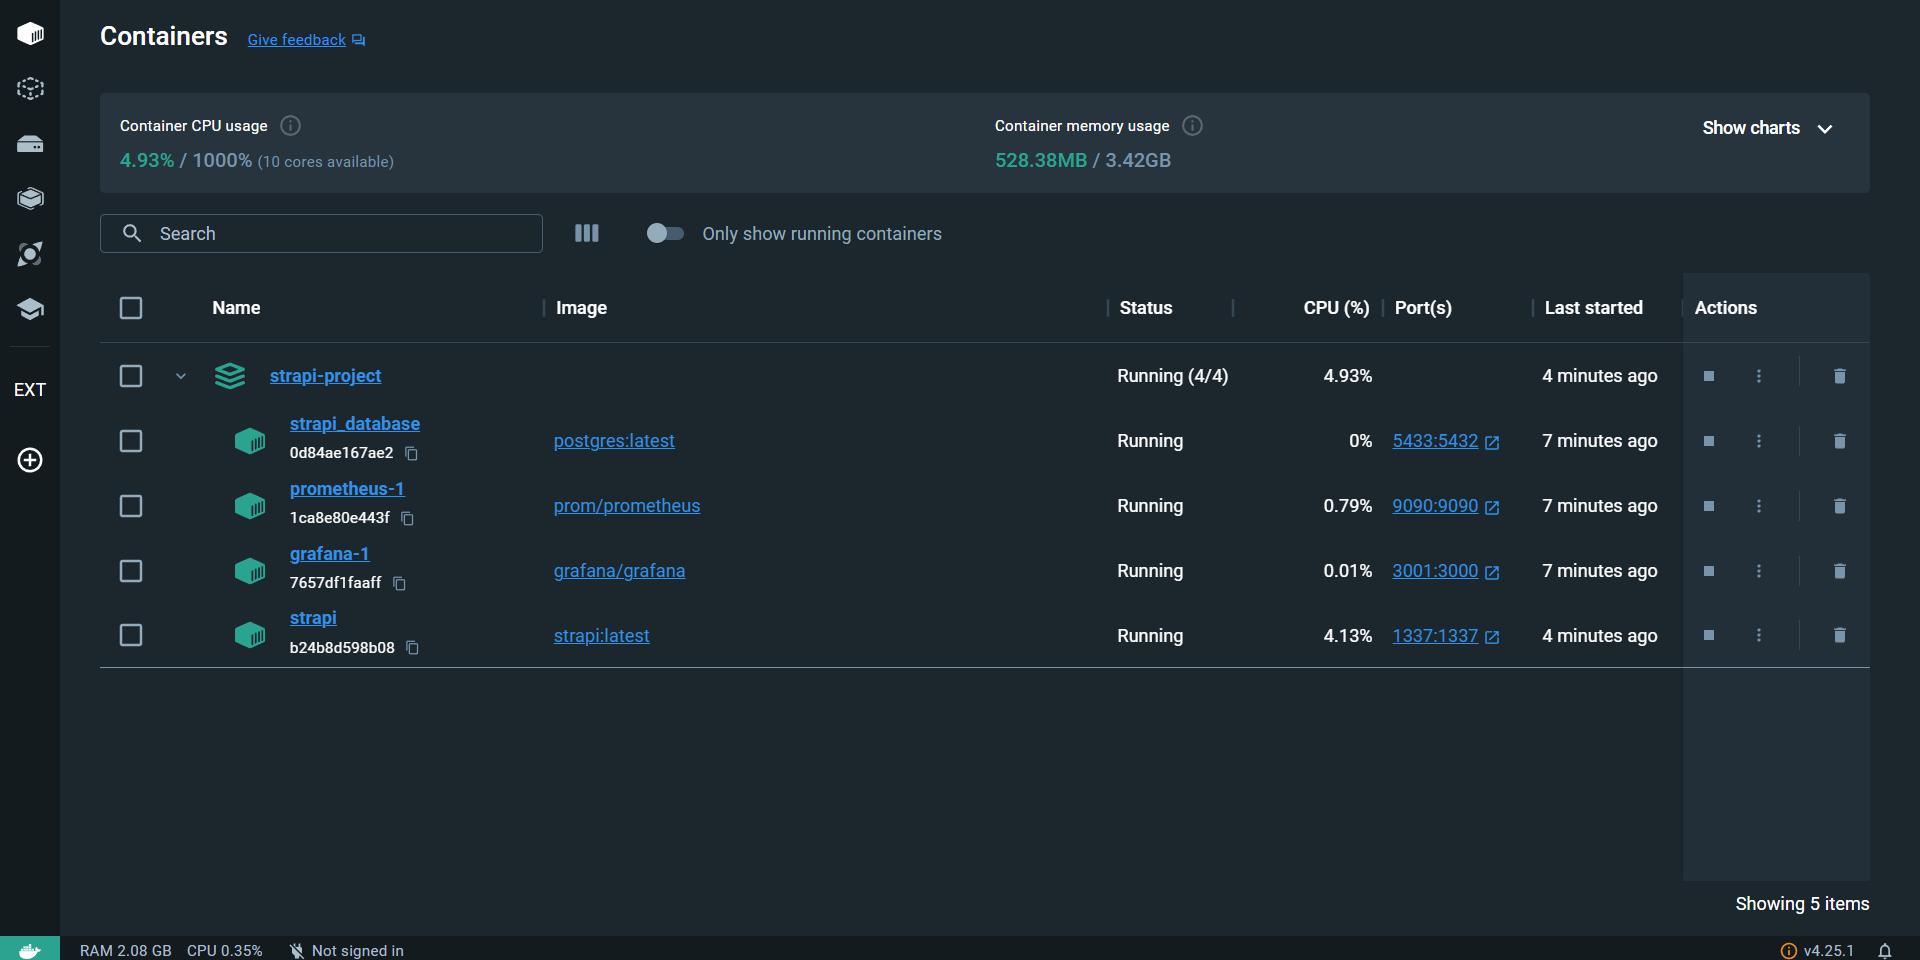 Containers Give feedback
Container CPU usage
4.93% / 1000% (10 cores available)
Container memory usage
528.38MB / 3.42GB
Show charts
Search
Only show running containers
Name Image Status CPU (%) Port(s) Last started Actions
strapi-project Running (4/4) 4.93% 4 minutes ago
strapi_database
0d84ae167ae2
postgres:latest Running 0% 5433:5432 7 minutes ago
prometheus-1
1ca8e80e443f
prom/prometheus Running 0.79% 9090:9090 7 minutes ago
grafana-1
7657df1faaff
grafana/grafana Running 0.01% 3001:3000 7 minutes ago
strapi
b24b8d598b08
strapi:latest Running 4.13% 1337:1337 4 minutes ago
EXT
Showing 5 items
RAM 2.08 GB CPU 0.35% Not signed in v4.25.1